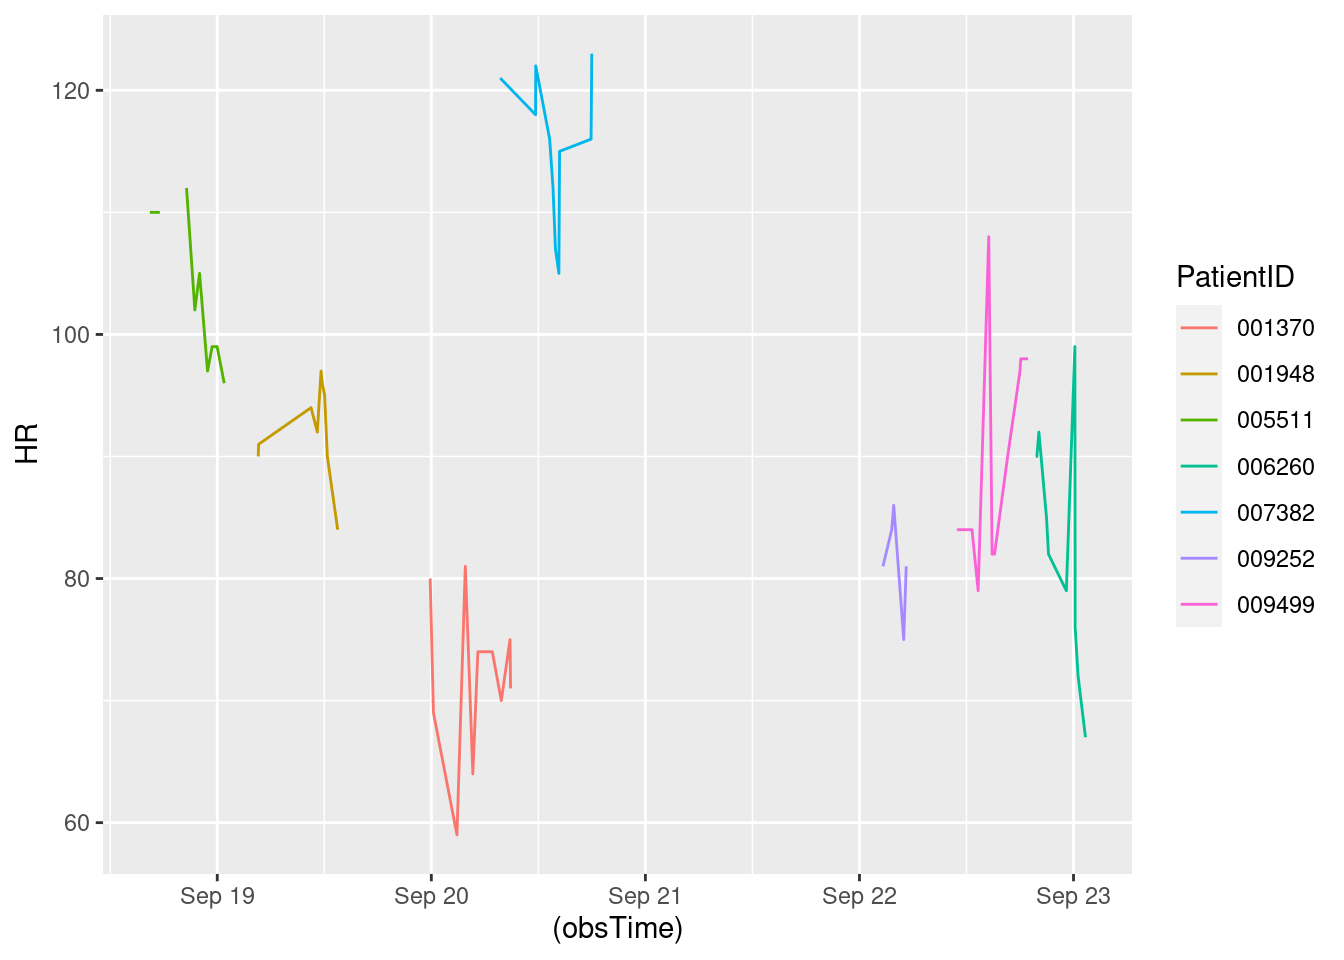 120
100
80
60
HR
Sep 19
Sep 20
Sep 21
Sep 22
Sep 23
(obsTime)
PatientID
001370
001948
005511
006260
007382
009252
009499